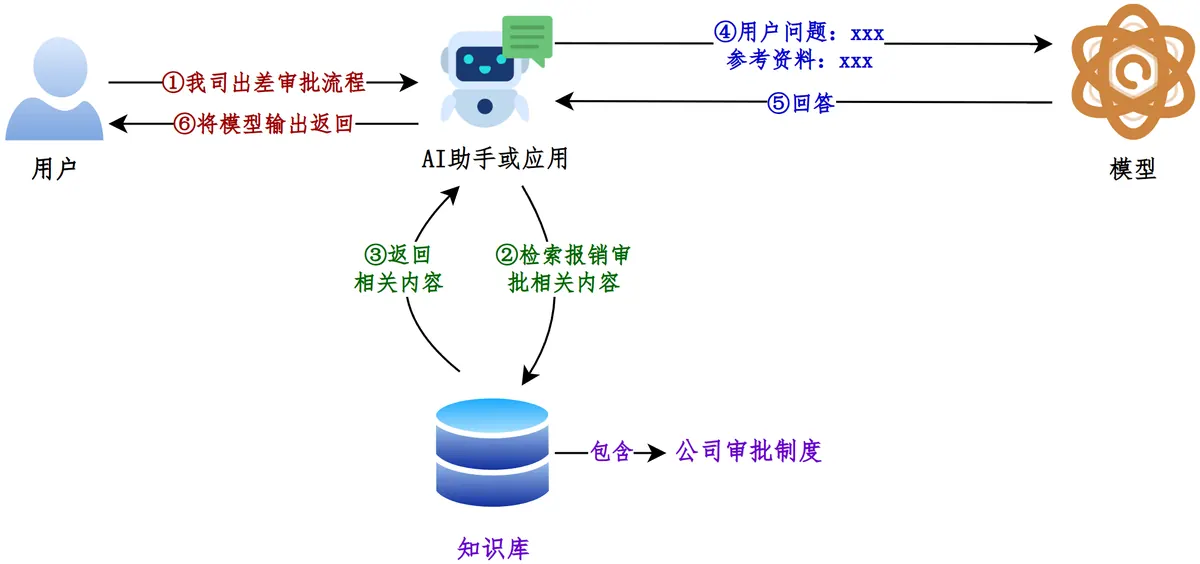 ④用户问题：xxx
参考资料：xxx
①我司出差审批流程
⑤回答
⑥将模型输出返回
用户
AI助手或应用
模型
③返回
相关内容
②检索报销审
批相关内容
包含
公司审批制度
知识库